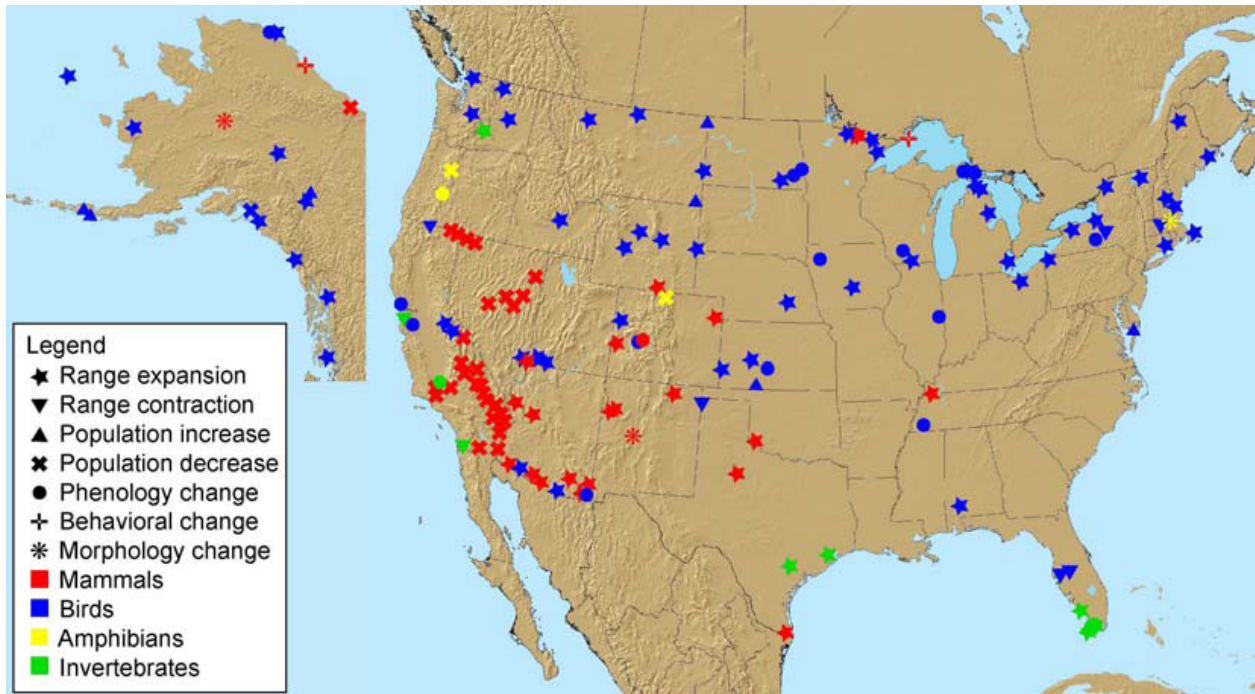 Legend
Range expansion
Range contraction
Population increase
Population decrease
Phenology change
Behavioral change
Morphology change
Mammals
Birds
Amphibians
Invertebrates